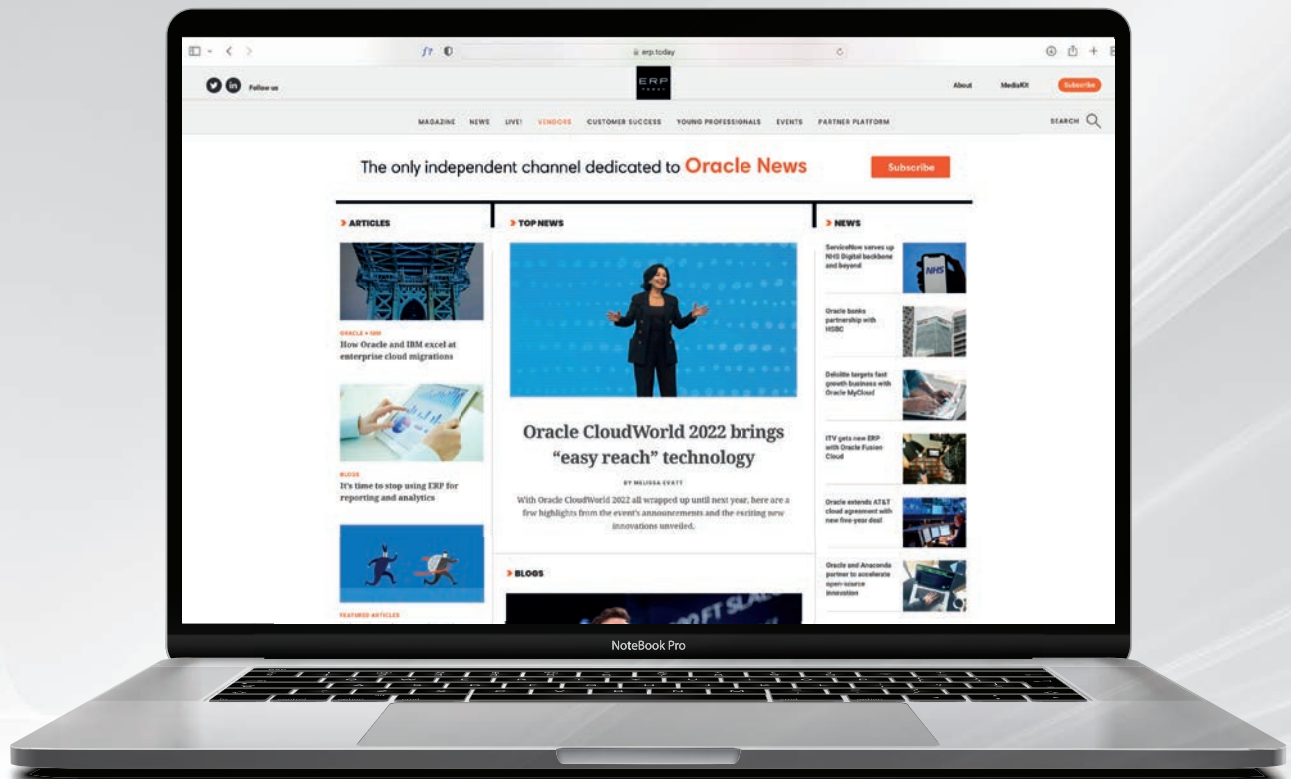 erp.today
Follow us
ERP
TODAY
About
MediaKit
Subscribe
MAGAZINE
NEWS
LIVE!
VENDORS
CUSTOMER SUCCESS
YOUNG PROFESSIONALS
EVENTS
PARTNER PLATFORM
SEARCH
The only independent channel dedicated to Oracle News
Subscribe
ARTICLES
ORACLE + IBM
How Oracle and IBM excel at
enterprise cloud migrations
BLOGS
It's time to stop using ERP for
reporting and analytics
FEATURED ARTICLES
TOP NEWS
Oracle CloudWorld 2022 brings
“easy reach” technology
BY MELISSA EVATT
With Oracle CloudWorld 2022 all wrapped up until next year, here are a
few highlights from the event's announcements and the exciting new
innovations unveiled.
BLOGS
NEWS
ServiceNow serves up
NHS Digital backbone
and beyond
NHS
Oracle banks
partnership with
HSBC
Deloitte targets fast
growth business with
Oracle MyCloud
ITV gets new ERP
with Oracle Fusion
Cloud
Oracle extends AT&T
cloud agreement with
new five-year deal
Oracle and Anaconda
partner to accelerate
open-source
innovation
NoteBook Pro